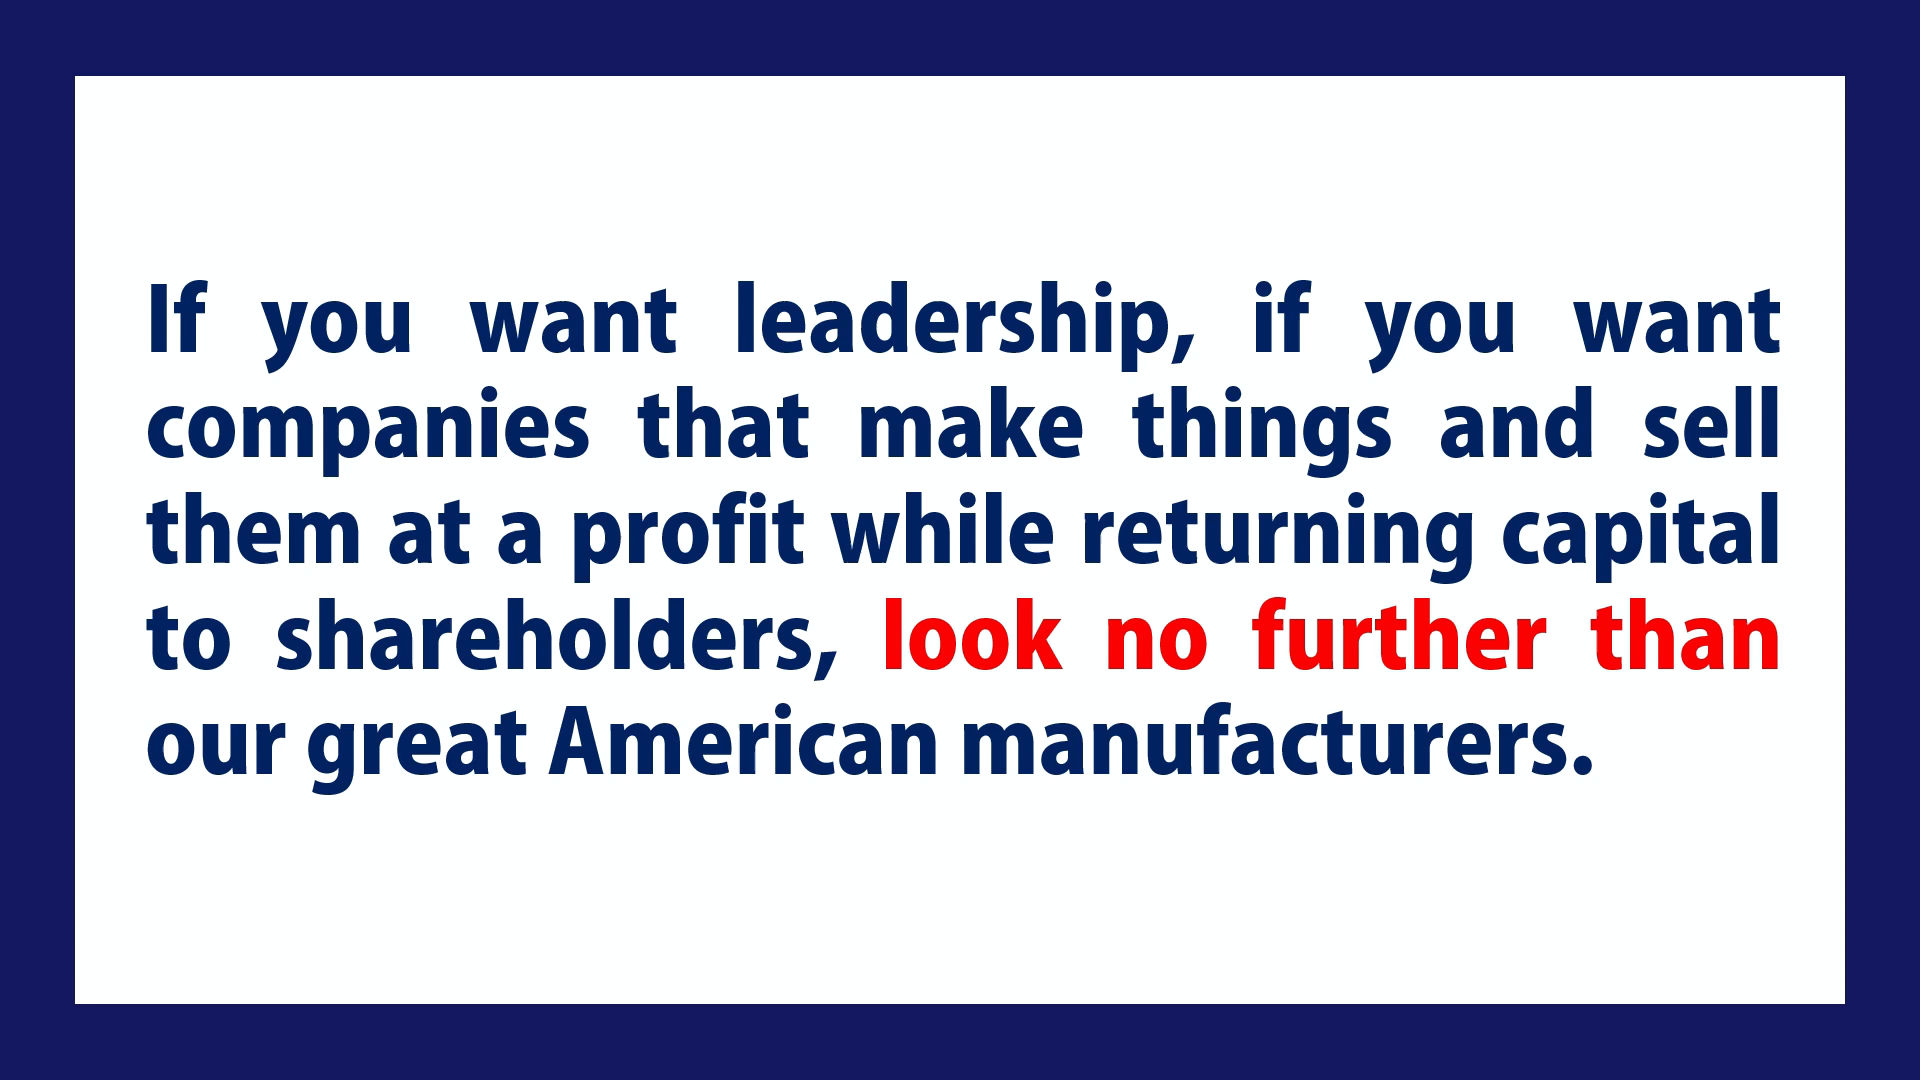 If you want leadership, if you want
companies that make things and sell
them at a profit while returning capital
to shareholders, look no further than
our great American manufacturers.